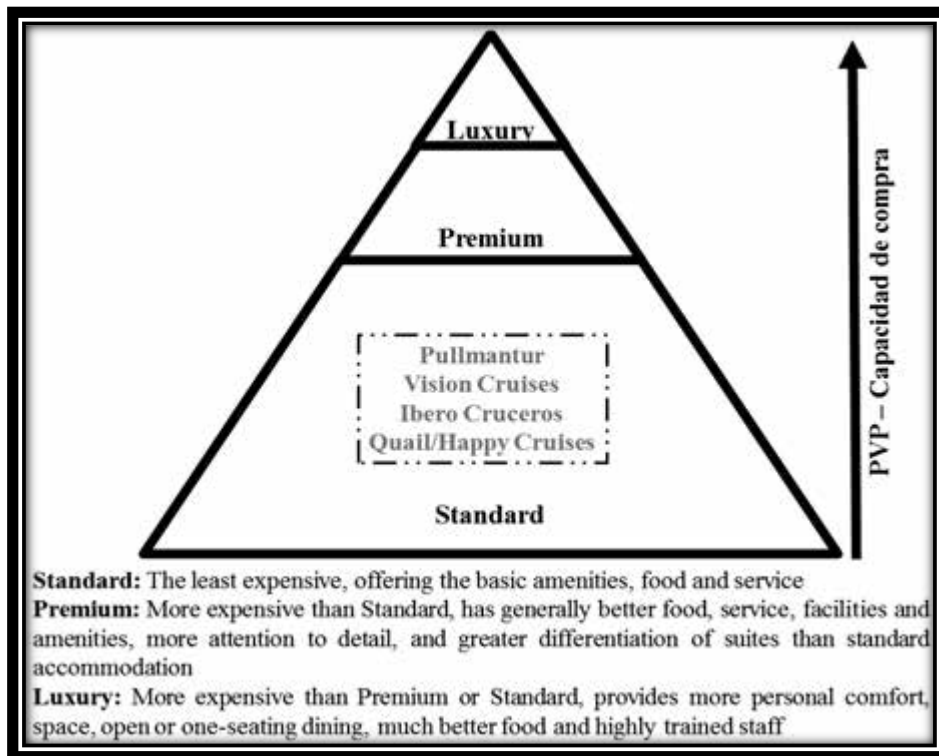 Luxury
Premium
Pullmantur
Vision Cruises
Ibero Cruceros
Quail/Happy Cruises
Standard
PVP – Capacidad de compra
Standard: The least expensive, offering the basic amenities, food and service
Premium: More expensive than Standard, has generally better food, service, facilities and
amenities, more attention to detail, and greater differentiation of suites than standard
accommodation
Luxury: More expensive than Premium or Standard, provides more personal comfort,
space, open or one-seating dining, much better food and highly trained staff